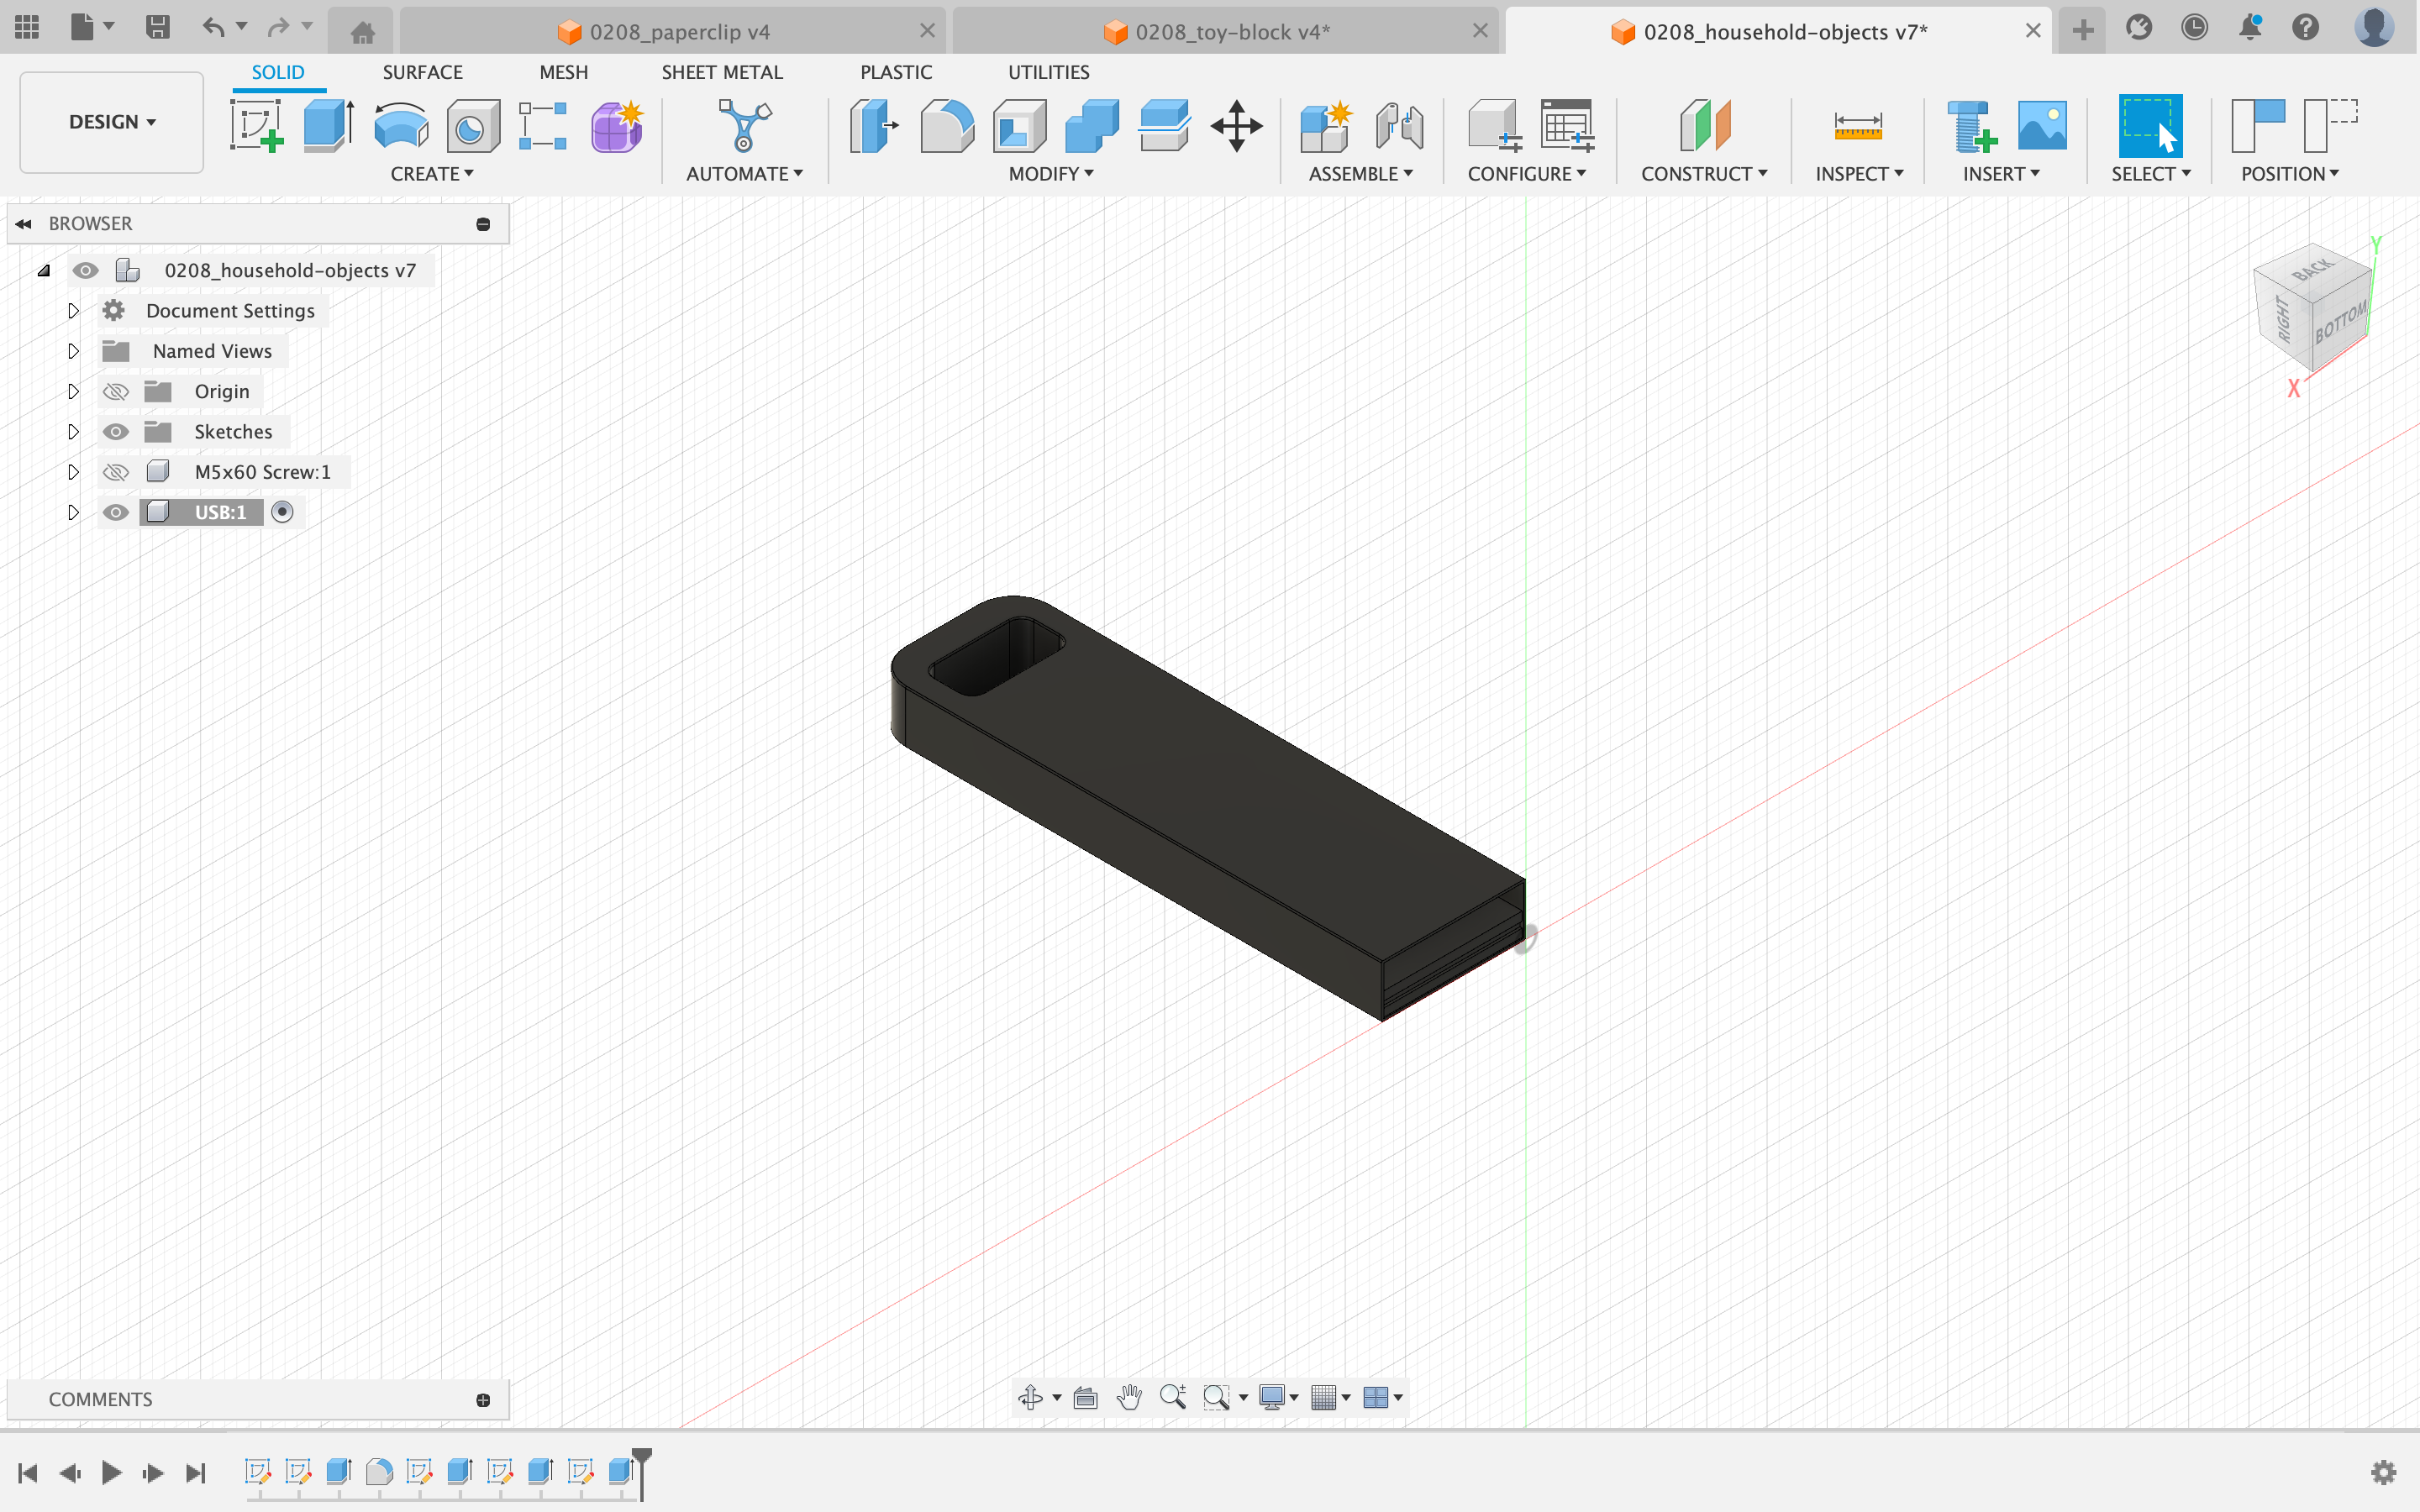 0208_paperclip v4
0208_toy-block v4*
0208_household-objects v7*
SOLID SURFACE MESH SHEET METAL PLASTIC UTILITIES
DESIGN
CREATE AUTOMATE MODIFY ASSEMBLE CONFIGURE CONSTRUCT INSPECT INSERT SELECT POSITION
BROWSER
0208_household-objects v7
Document Settings
Named Views
Origin
Sketches
M5x60 Screw:1
USB:1
Y
BACK
RIGHT
BOTTOM
X
COMMENTS